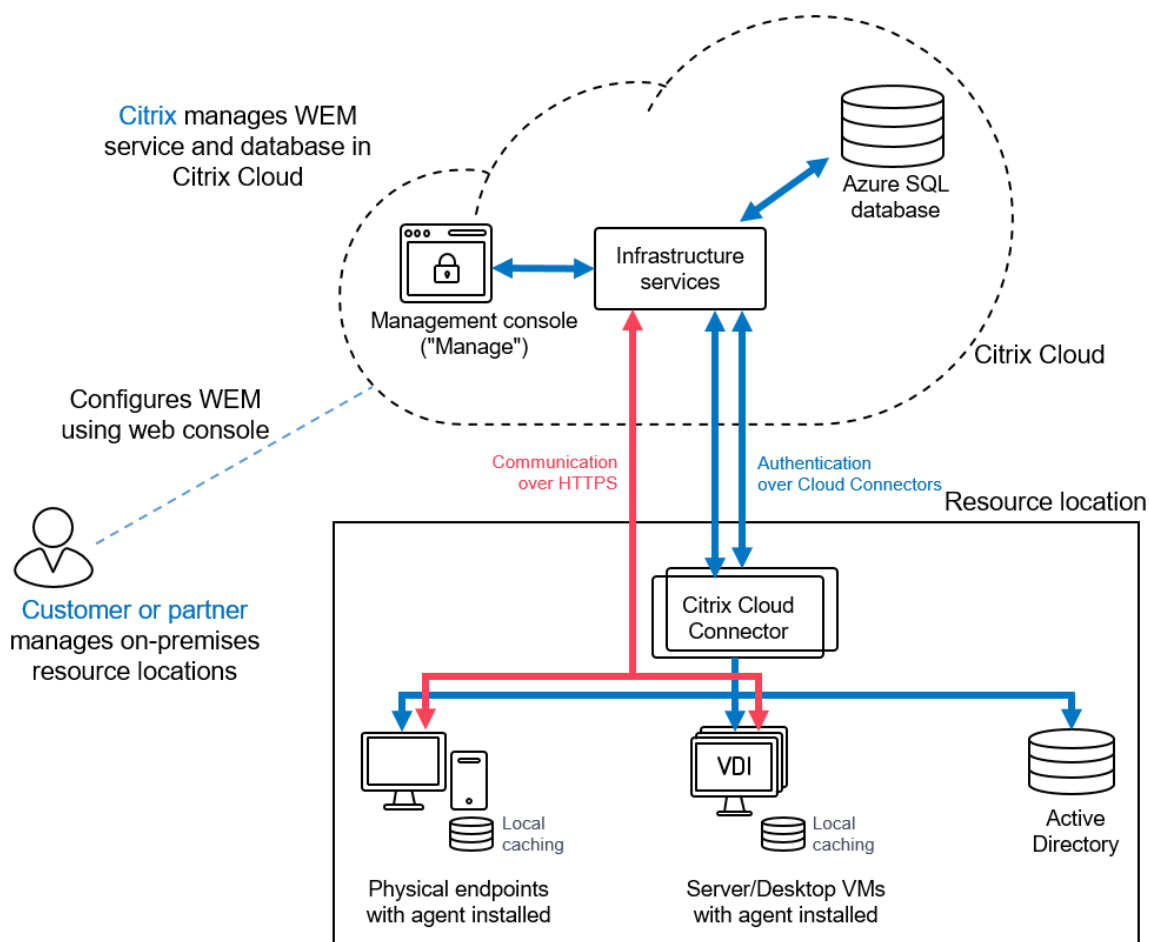 Citrix manages WEM
service and database in
Citrix Cloud
Azure SQL
database
Infrastructure
services
Management console
("Manage")
Citrix Cloud
Configures WEM
using web console
Communication
over HTTPS
Authentication
over Cloud Connectors
Resource location
Customer or partner
manages on-premises
resource locations
Citrix Cloud
Connector
VDI
Local
caching
Local
caching
Active
Directory
Physical endpoints
with agent installed
Server/Desktop VMs
with agent installed